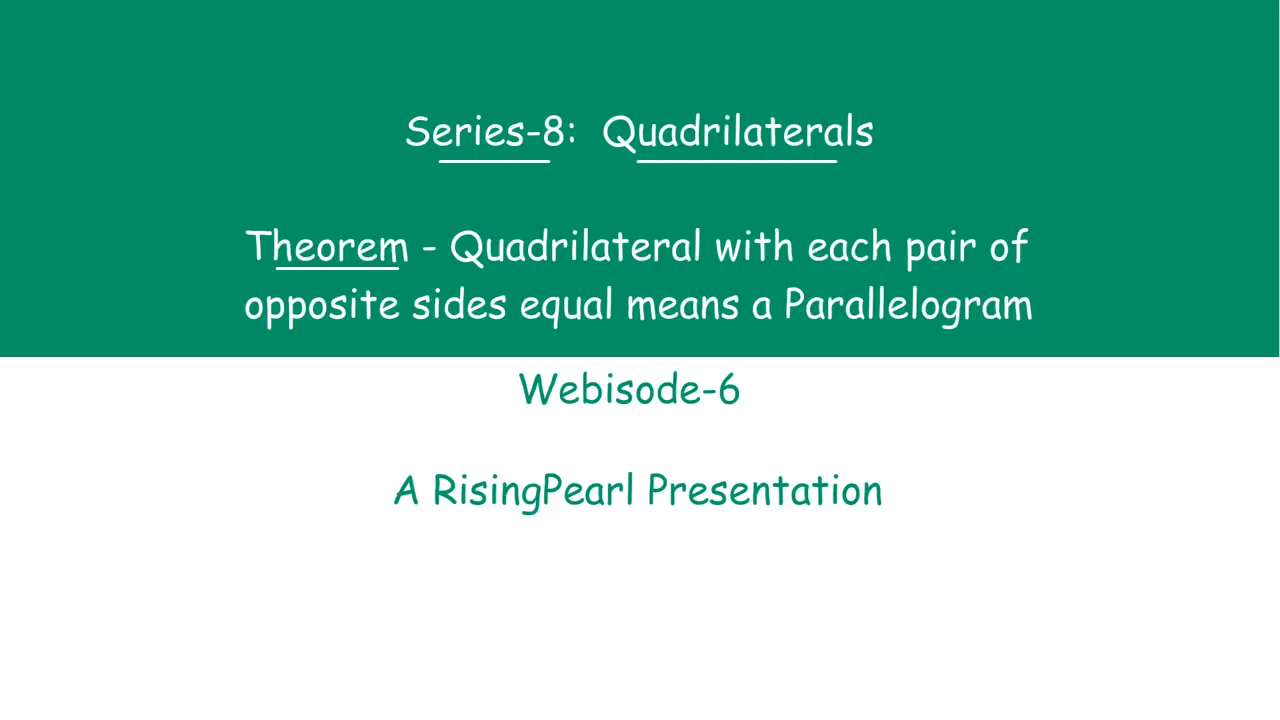 Series-8: Quadrilaterals
Theorem - Quadrilateral with each pair of
opposite sides equal means a Parallelogram
Webisode-6
A RisingPearl Presentation